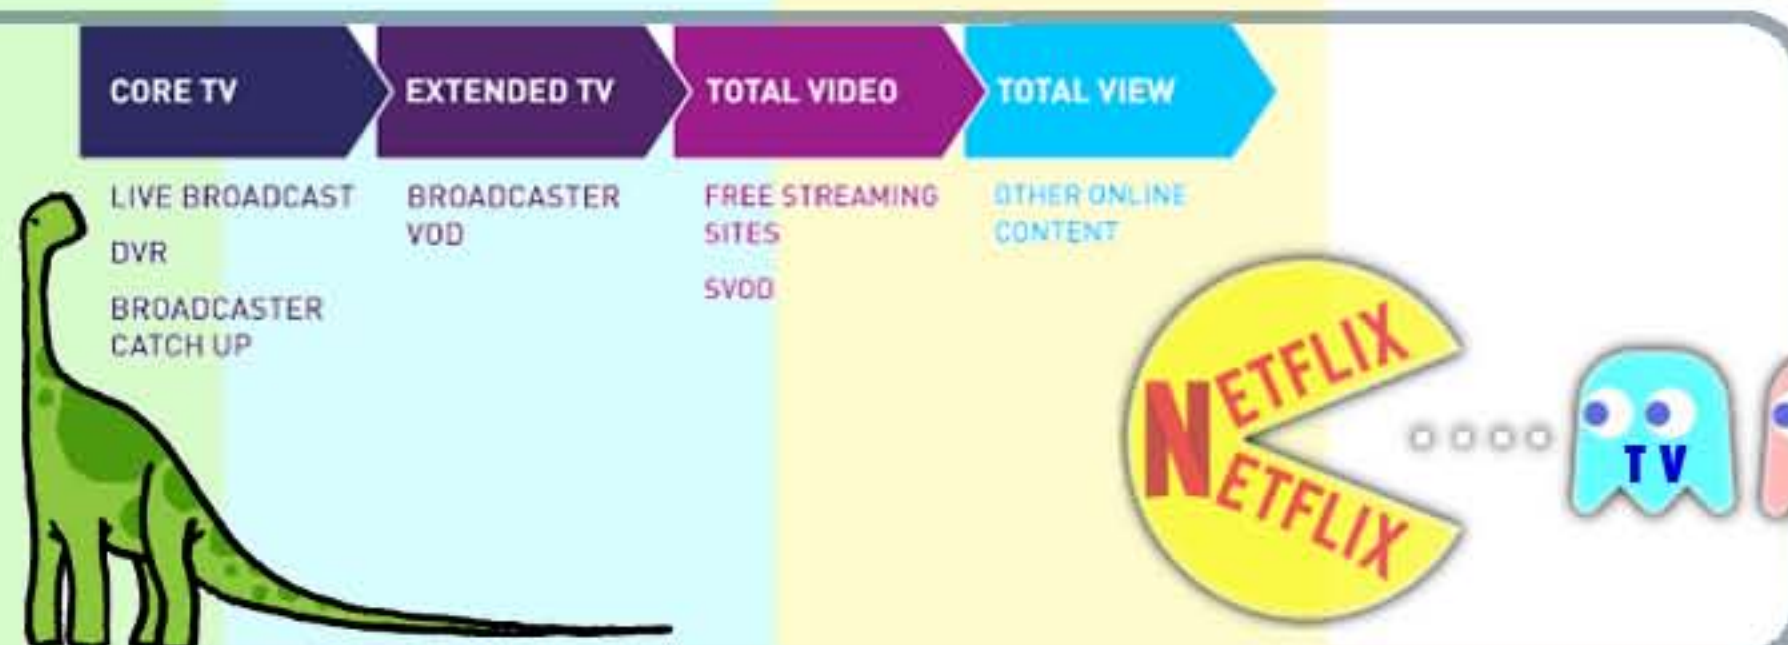 CORE TV
EXTENDED TV
TOTAL VIDEO
TOTAL VIEW
LIVE BROADCAST
DVR
BROADCASTER
CATCH UP
BROADCASTER
VOD
FREE STREAMING
SITES
SVOD
OTHER ONLINE
CONTENT
NETFLIX
ETFLIX
TV